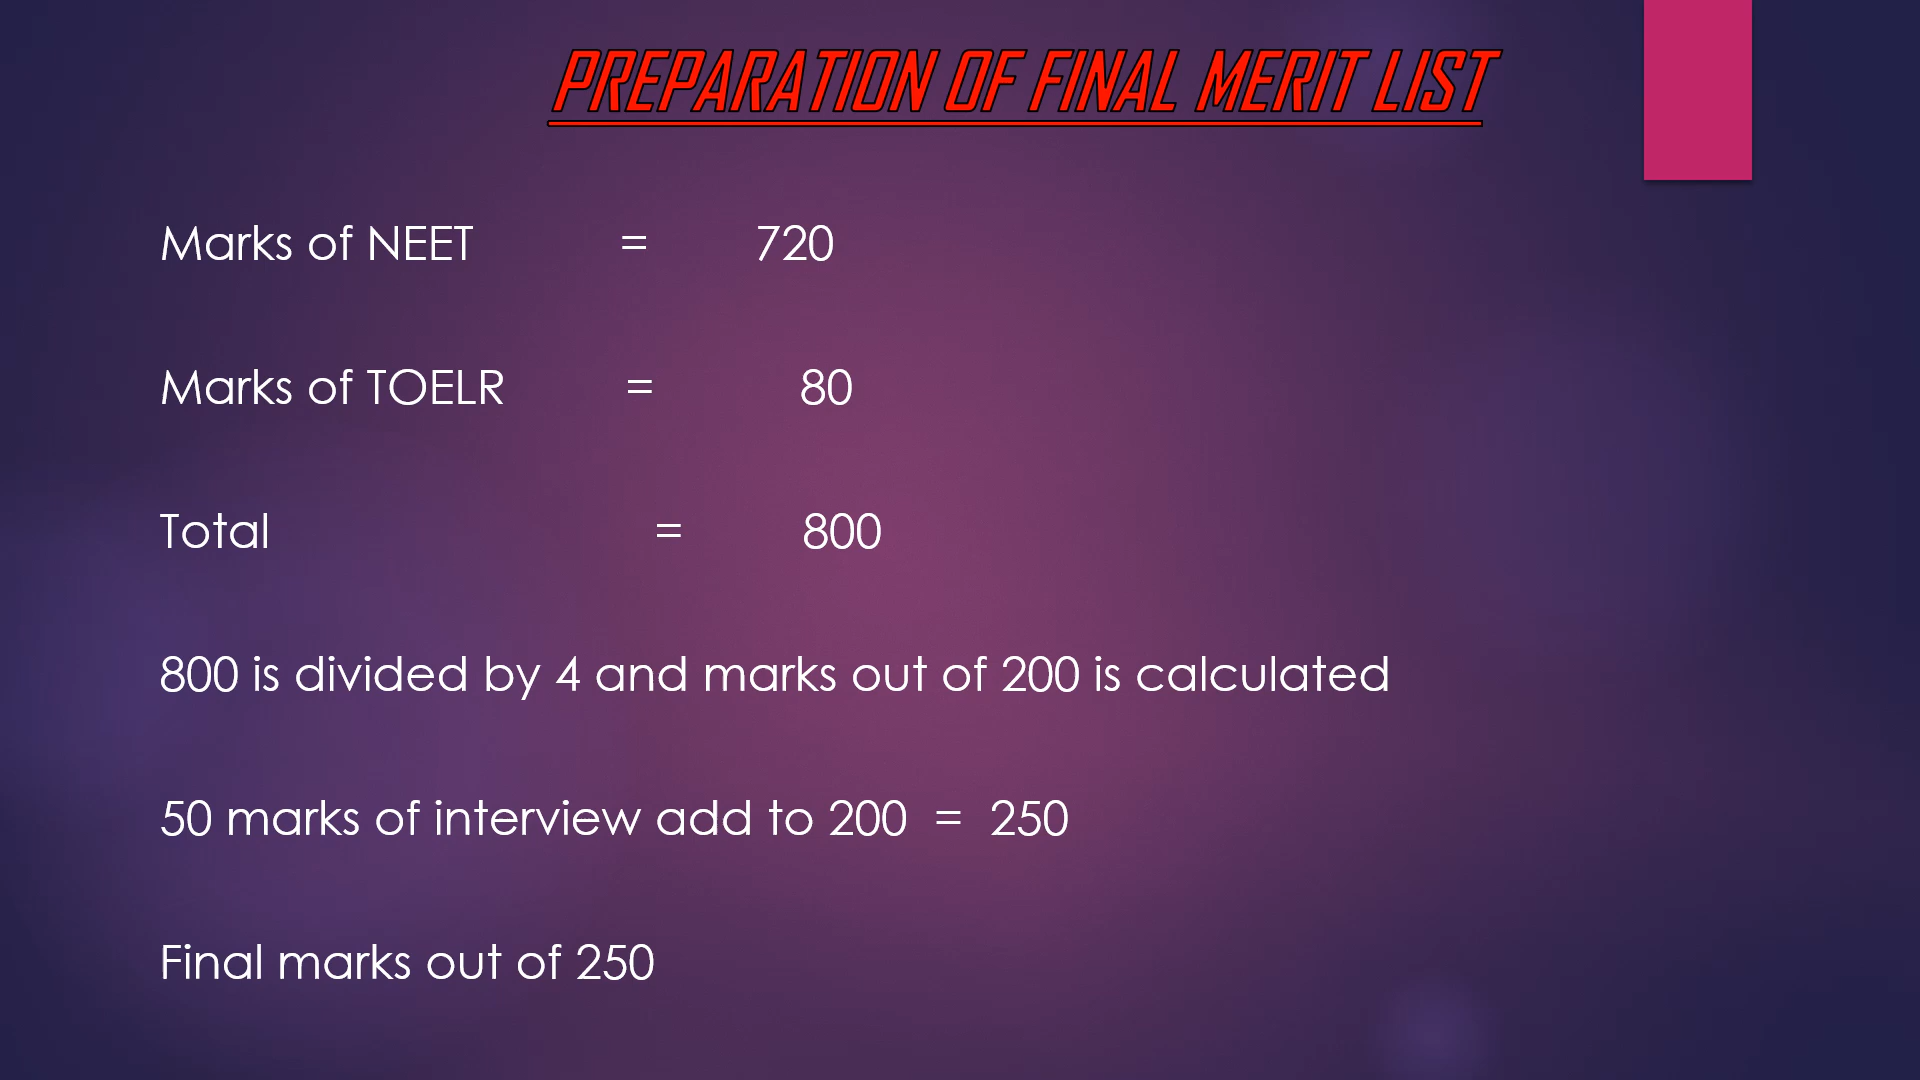 PREPARATION OF FINAL MERIT LIST
Marks of NEET = 720
Marks of TOELR = 80
Total = 800
800 is divided by 4 and marks out of 200 is calculated
50 marks of interview add to 200 = 250
Final marks out of 250